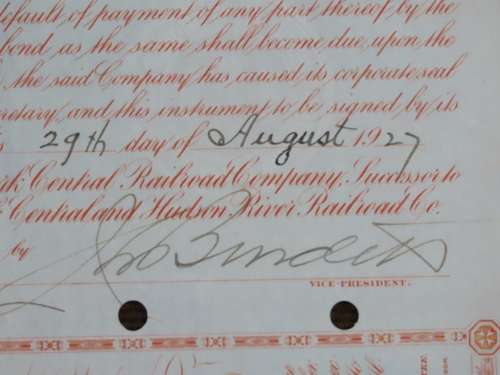 default of payment of any part thereof by the
bond as the same shall become due, upon the
the said Company has caused its corporate seal
retary, and this instrument to be signed by its
29th day of August 1927
rk Central Railroad Company, Successor to
Central and Hudson River Railroad Co.
by
VICE-PRESIDENT.